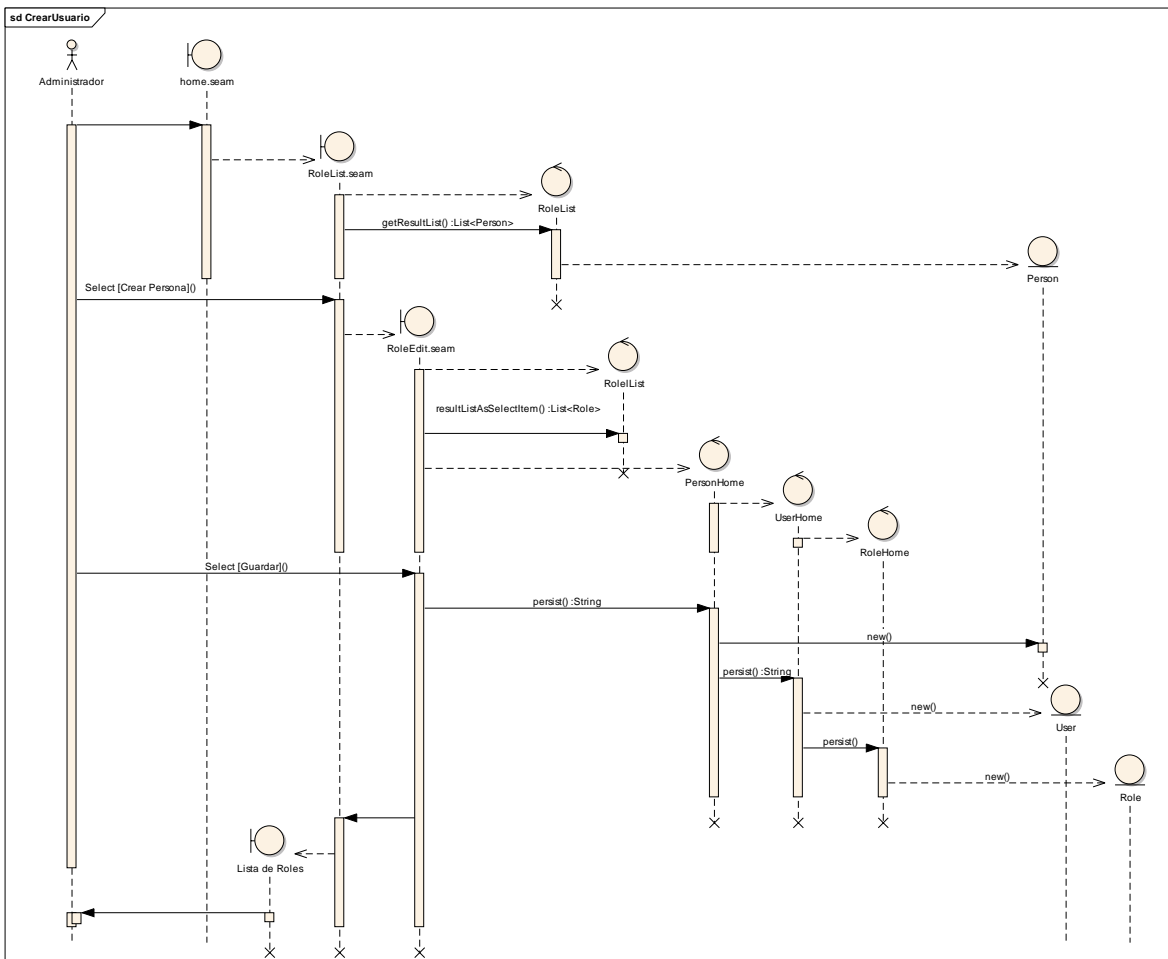 sd CrearUsuario
Administrador
home.seam
RoleList.seam
RoleList
getResultList() :List<Person>
Person
Select [Crear Persona]()
RoleEdit.seam
RolelList
resultListAsSelectItem() :List<Role>
PersonHome
UserHome
RoleHome
Select [Guardar]()
persist() :String
new()
persist() :String
new()
User
persist()
new()
Role
Lista de Roles